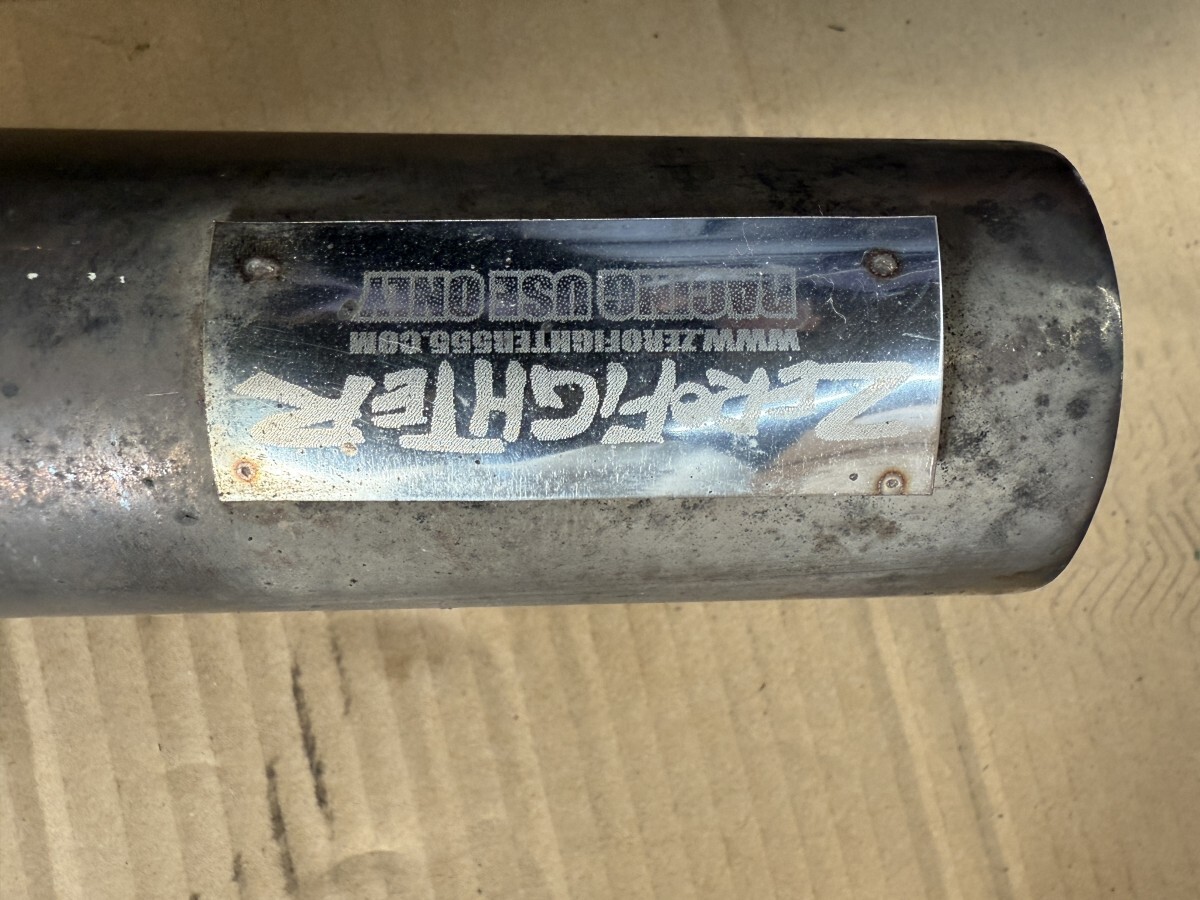 ZEROFIGHTER
WWW.ZEROFIGHTER555.COM
RACING USE ONLY